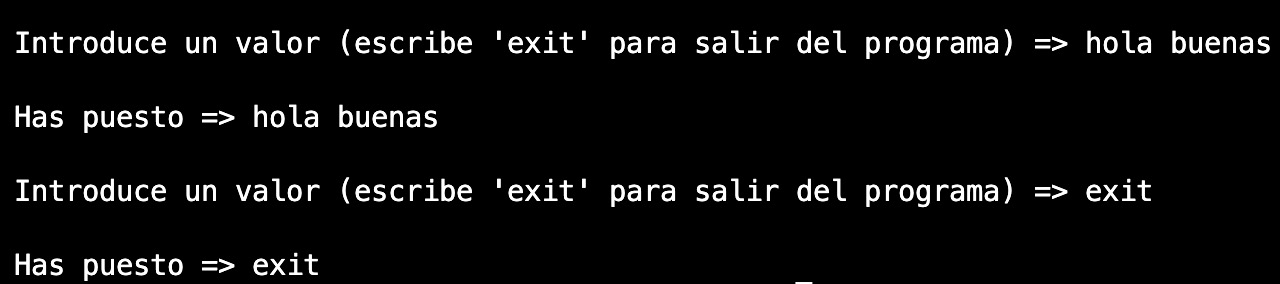 Introduce un valor (escribe 'exit' para salir del programa) => hola buenas
Has puesto => hola buenas
Introduce un valor (escribe 'exit' para salir del programa) => exit
Has puesto => exit